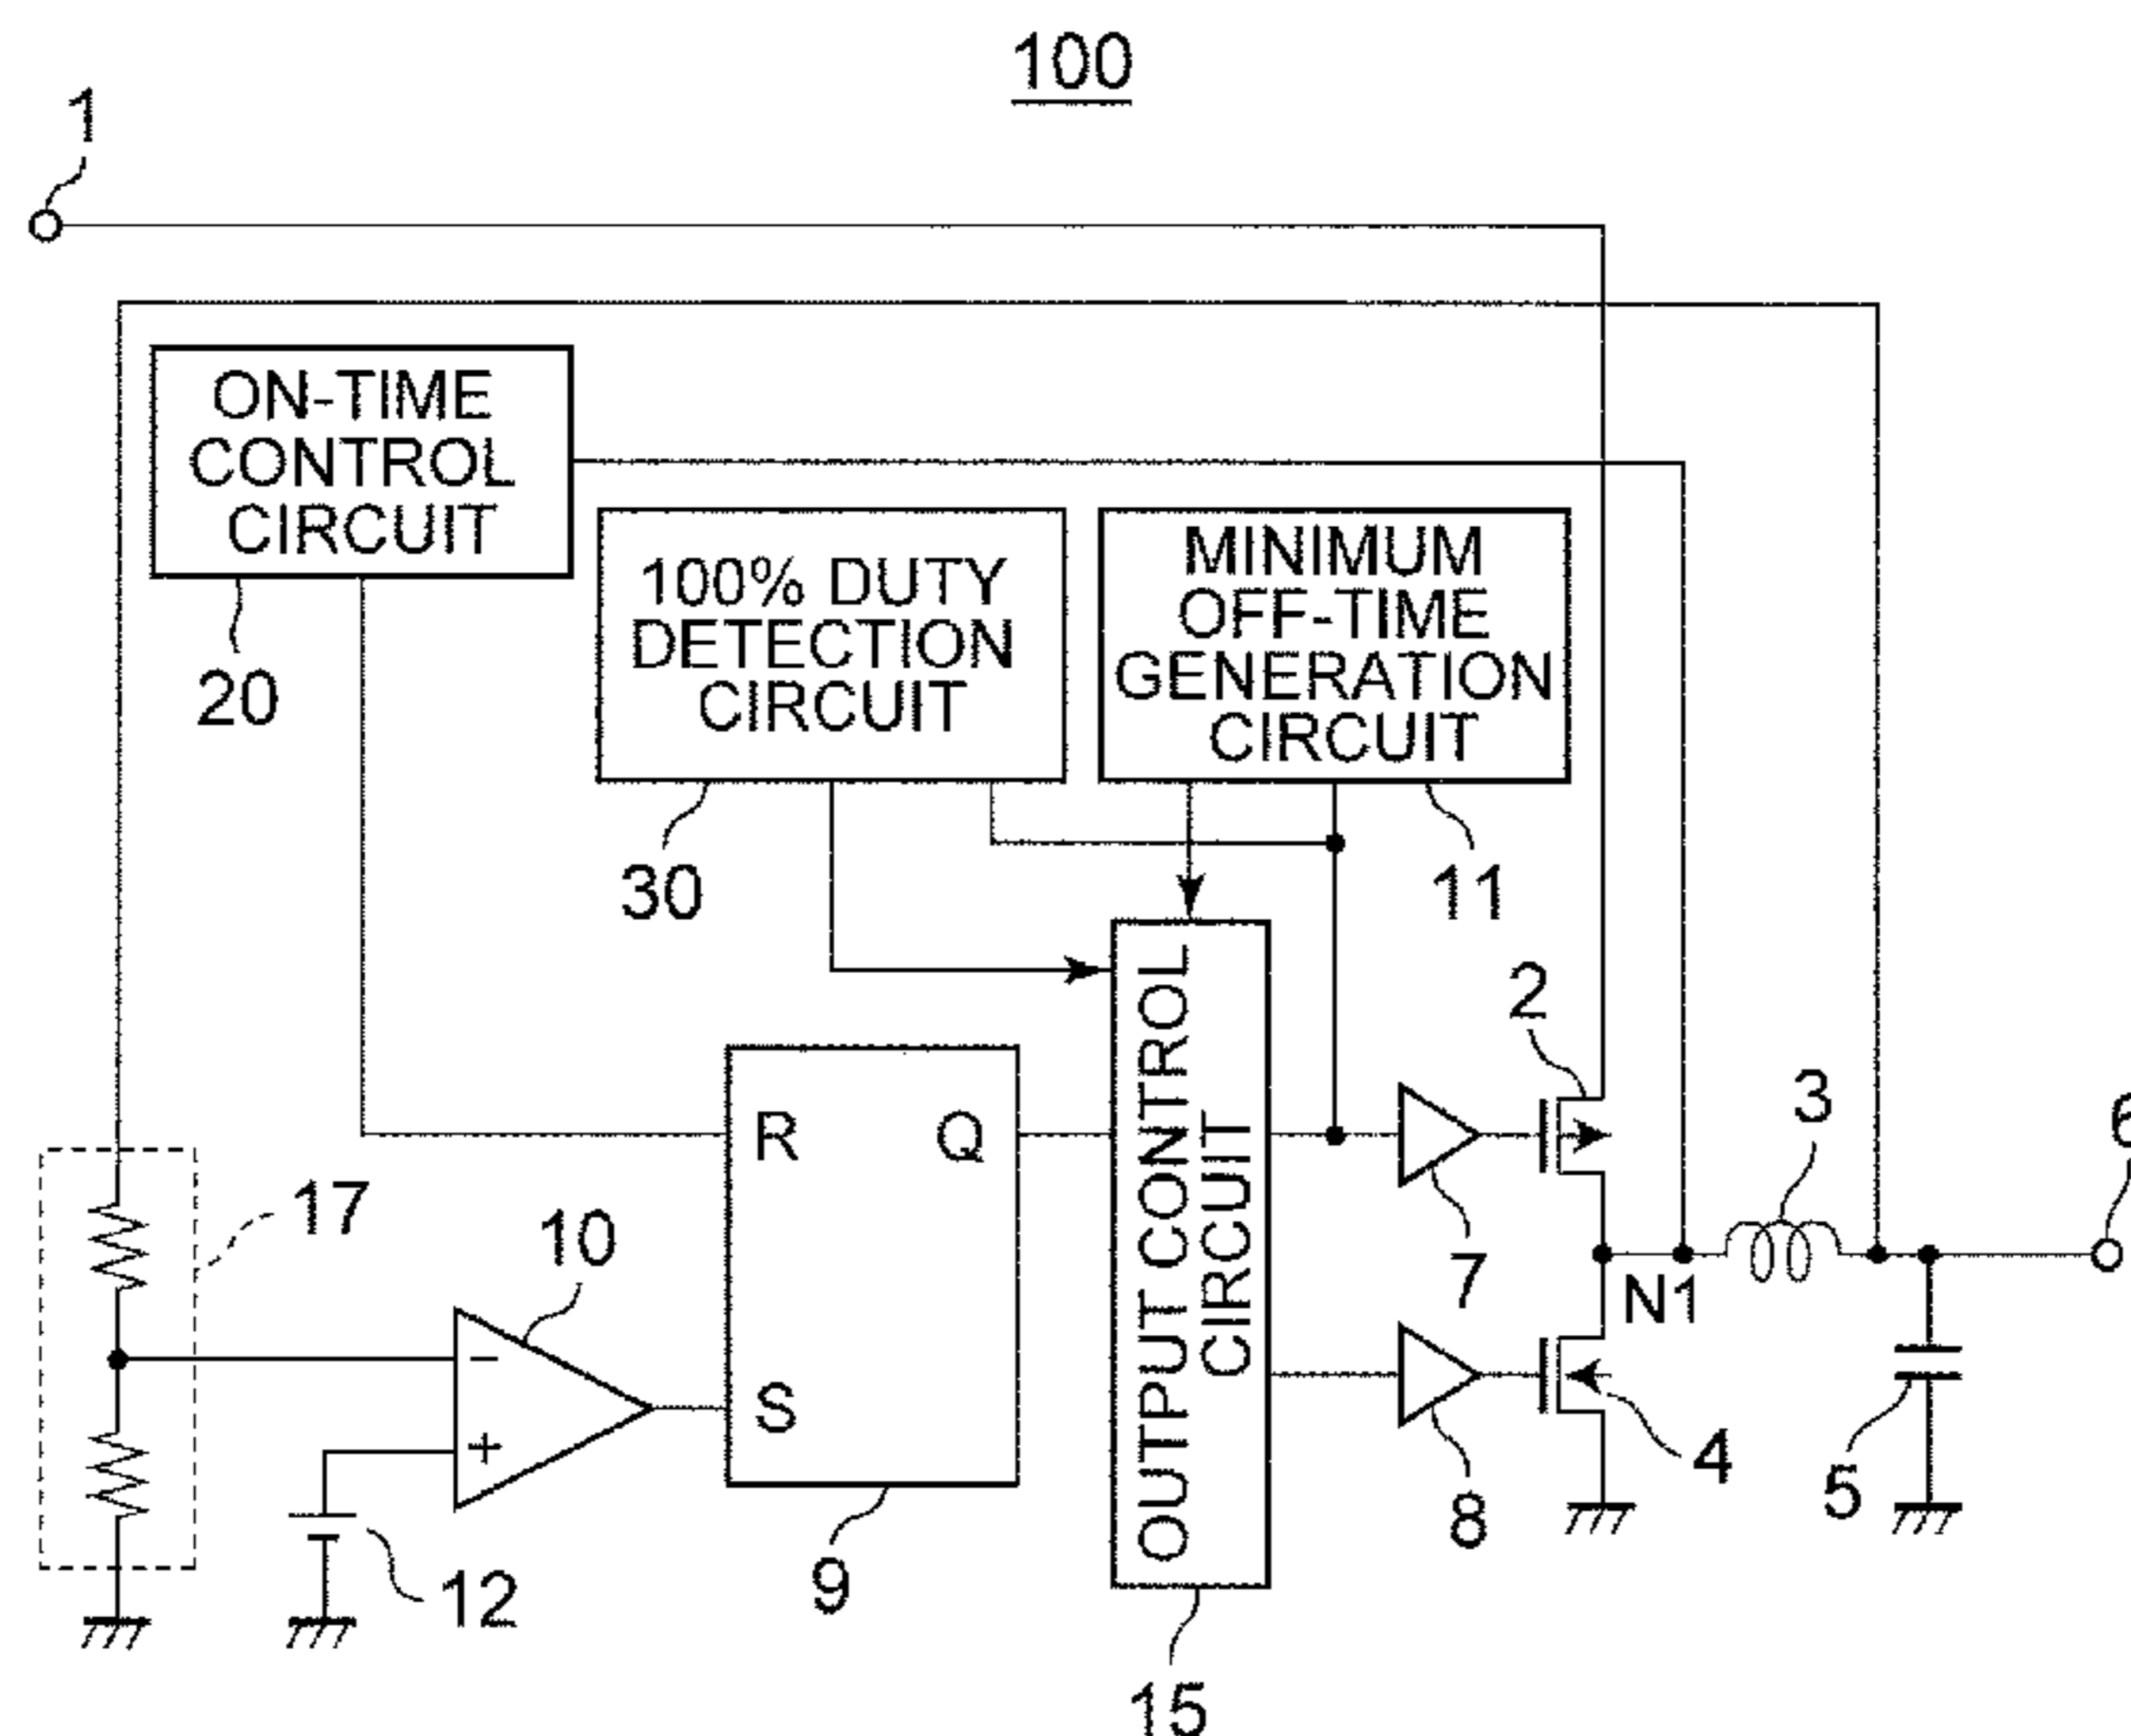 100
1
ON-TIME
CONTROL
CIRCUIT
20
100% DUTY
DETECTION
CIRCUIT
30
MINIMUM
OFF-TIME
GENERATION
CIRCUIT
11
2
3
6
R
Q
S
9
OUTPUT CONTROL
CIRCUIT
15
17
10
-
+
12
7
8
N1
4
5